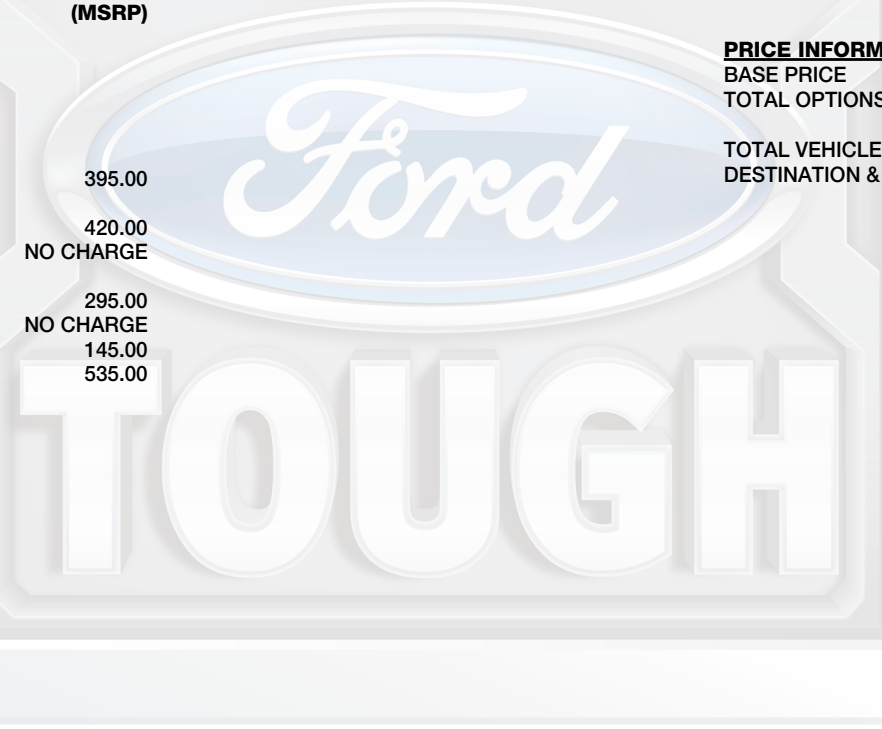 (MSRP)
395.00
420.00
NO CHARGE
295.00
NO CHARGE
145.00
535.00
PRICE INFORM
BASE PRICE
TOTAL OPTIONS
TOTAL VEHICLE
DESTINATION &
Ford
TOUGH